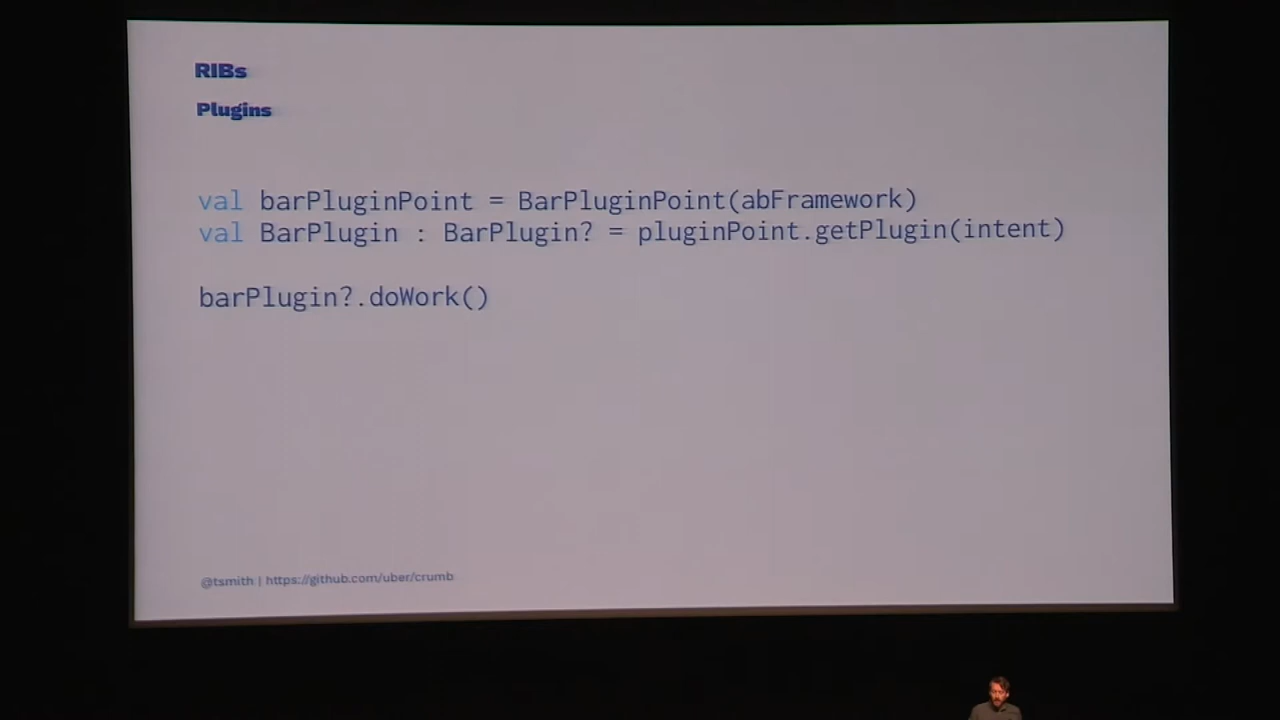 RIBs
Plugins
val barPluginPoint = BarPluginPoint(abFramework)
val BarPlugin : BarPlugin? = pluginPoint.getPlugin(intent)
barPlugin?.doWork()
@tsmith | https://github.com/uber/crumb